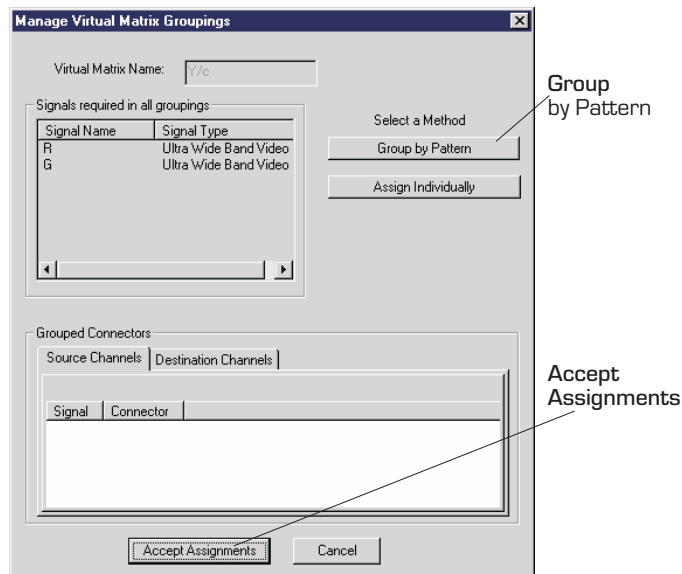 Manage Virtual Matrix Groupings
Virtual Matrix Name: Y/c
Signals required in all groupings
Signal Name Signal Type
R Ultra Wide Band Video
G Ultra Wide Band Video
Select a Method
Group by Pattern
Assign Individually
Group
by Pattern
Grouped Connectors
Source Channels Destination Channels
Signal Connector
Accept
Assignments
Accept Assignments Cancel